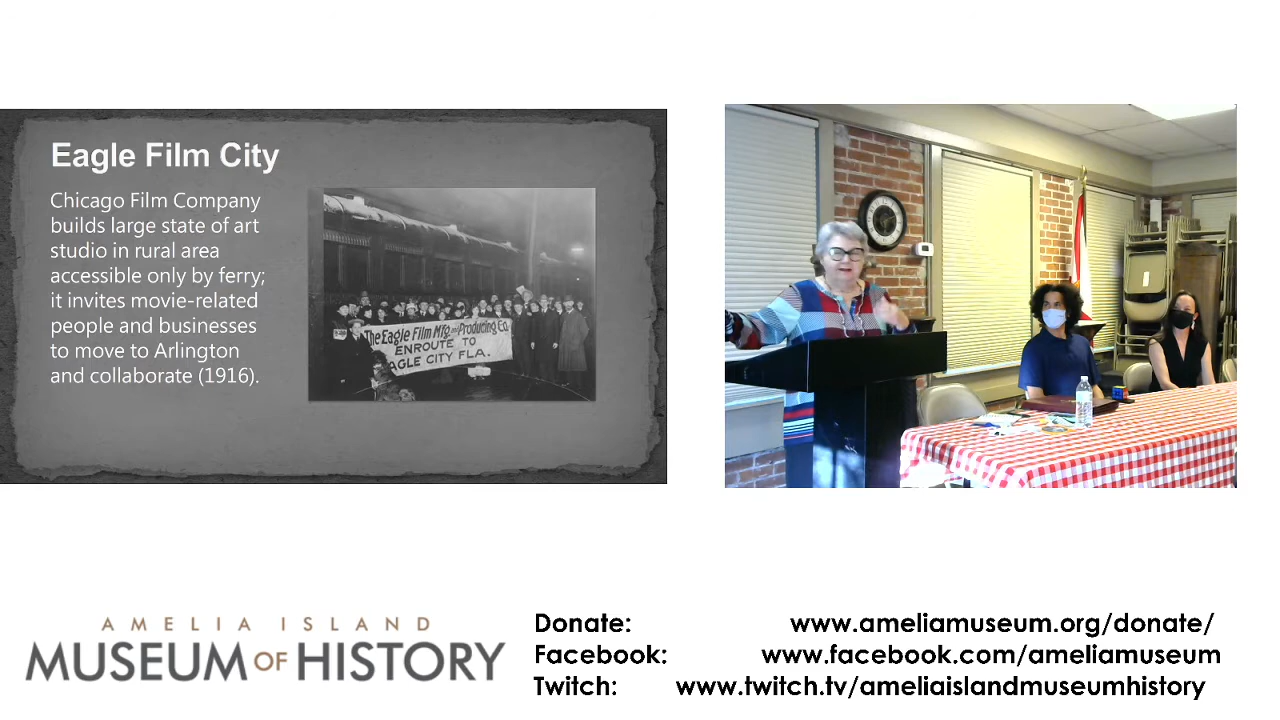 Eagle Film City
Chicago Film Company
builds large state of art
studio in rural area
accessible only by ferry;
it invites movie-related
people and businesses
to move to Arlington
and collaborate (1916).
The Eagle Film Mfg. and Producing Co.
ENROUTE TO
EAGLE CITY FLA.
AMELIA ISLAND
MUSEUM OF HISTORY
Donate: www.ameliamuseum.org/donate/
Facebook: www.facebook.com/ameliamuseum
Twitch: www.twitch.tv/ameliaislandmuseumhistory